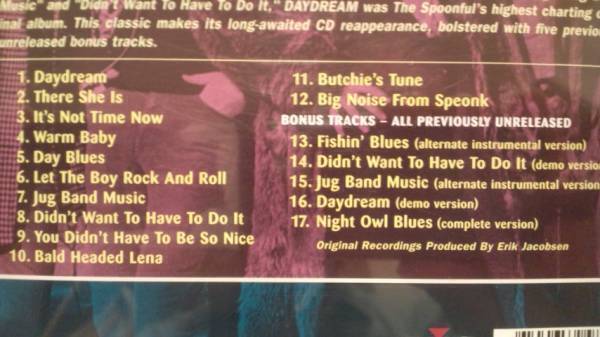 Music" and "Didn't Want To Have To Do It," DAYDREAM was The Spoonful's highest charting
inal album. This classic makes its long-awaited CD reappearance, bolstered with five previo
unreleased bonus tracks.
1. Daydream
2. There She Is
3. It's Not Time Now
4. Warm Baby
5. Day Blues
6. Let The Boy Rock And Roll
7. Jug Band Music
8. Didn't Want To Have To Do It
9. You Didn't Have To Be So Nice
10. Bald Headed Lena
11. Butchie's Tune
12. Big Noise From Speonk
BONUS TRACKS – ALL PREVIOUSLY UNRELEASED
13. Fishin' Blues (alternate instrumental version)
14. Didn't Want To Have To Do It (demo version
15. Jug Band Music (alternate instrumental version
16. Daydream (demo version)
17. Night Owl Blues (complete version)
Original Recordings Produced By Erik Jacobsen